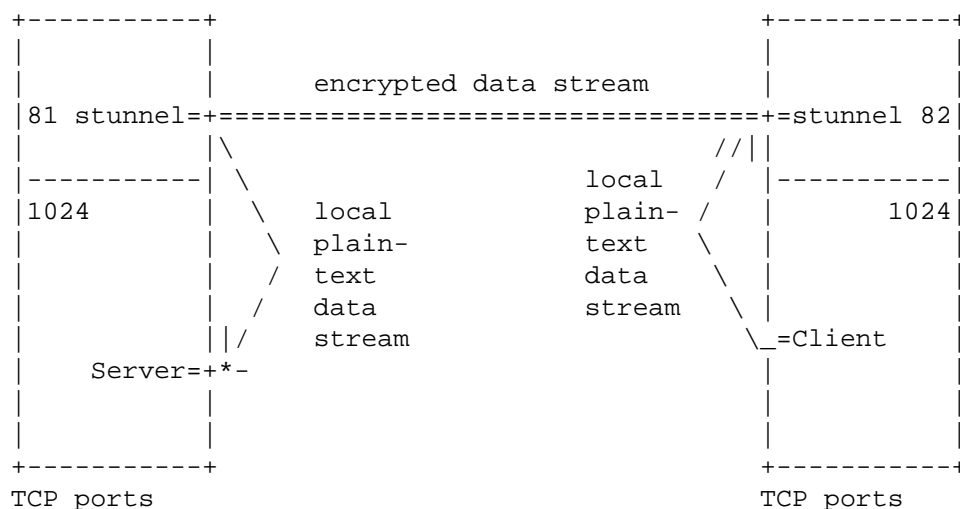 +-----------+                                  +-----------+
|           |                                  |           |
|           |      encrypted data stream       |           |
|81 stunnel=+==================================+=stunnel 82|
|           |\                              //||           |
|-----------| \                     local   /  |-----------|
|1024       |  \   local            plain- /   |       1024|
|           |   \  plain-           text   \   |           |
|           |   /  text             data    \  |           |
|           |  /   data             stream   \ |           |
|           ||/    stream                     \_=Client    |
|    Server=+*-                                |           |
|           |                                  |           |
|           |                                  |           |
+-----------+                                  +-----------+
TCP ports                                      TCP ports